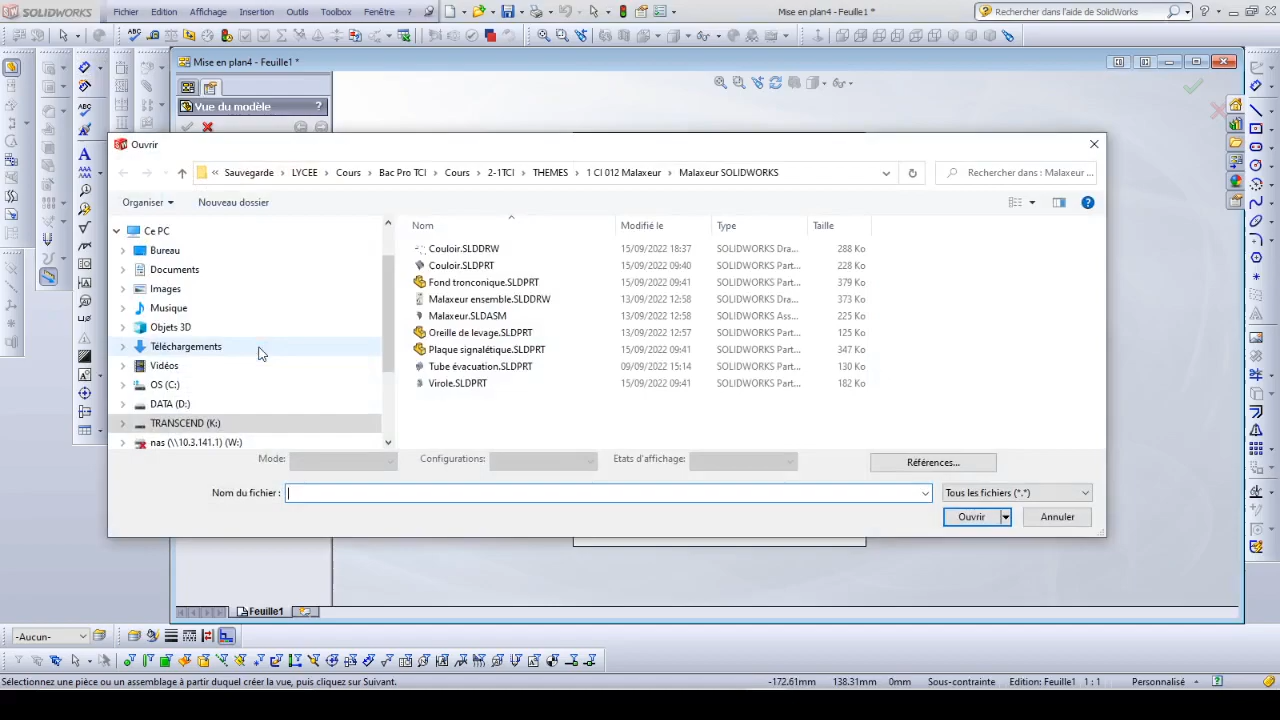 SOLIDWORKS Fichier Edition Affichage Insertion Outils Toolbox Fenêtre ? Mise en plan4 - Feuille1 * Rechercher dans l'aide de SolidWorks ?
Mise en plan4 - Feuille1 *
Vue du modèle ?
Ouvrir
Sauvegarde LYCEE Cours Bac Pro TCI Cours 2-1TCI THEMES 1 CI 012 Malaxeur Malaxeur SOLIDWORKS
Rechercher dans : Malaxeur ...
Organiser Nouveau dossier
Ce PC
Bureau
Documents
Images
Musique
Objets 3D
Téléchargements
Vidéos
OS (C:)
DATA (D:)
TRANSCEND (K:)
nas (\\10.3.141.1) (W:)
Nom Modifié le Type Taille
Couloir.SLDDRW 15/09/2022 18:37 SOLIDWORKS Dra... 288 Ko
Couloir.SLDPRT 15/09/2022 09:40 SOLIDWORKS Part... 228 Ko
Fond tronconique.SLDPRT 15/09/2022 09:41 SOLIDWORKS Part... 379 Ko
Malaxeur ensemble.SLDDRW 13/09/2022 12:58 SOLIDWORKS Dra... 373 Ko
Malaxeur.SLDASM 13/09/2022 12:58 SOLIDWORKS Ass... 225 Ko
Oreille de levage.SLDPRT 13/09/2022 12:57 SOLIDWORKS Part... 125 Ko
Plaque signalétique.SLDPRT 15/09/2022 09:41 SOLIDWORKS Part... 347 Ko
Tube évacuation.SLDPRT 09/09/2022 15:14 SOLIDWORKS Part... 130 Ko
Virole.SLDPRT 15/09/2022 09:41 SOLIDWORKS Part... 182 Ko
Mode: Configurations: Etats d'affichage: Références...
Nom du fichier : Tous les fichiers (*.*)
Ouvrir Annuler
Feuille1
-Aucun-
Sélectionnez une pièce ou un assemblage à partir duquel créer la vue, puis cliquez sur Suivant. -172.61mm 138.31mm 0mm Sous-contrainte Edition: Feuille1 1 : 1 Personnalisé